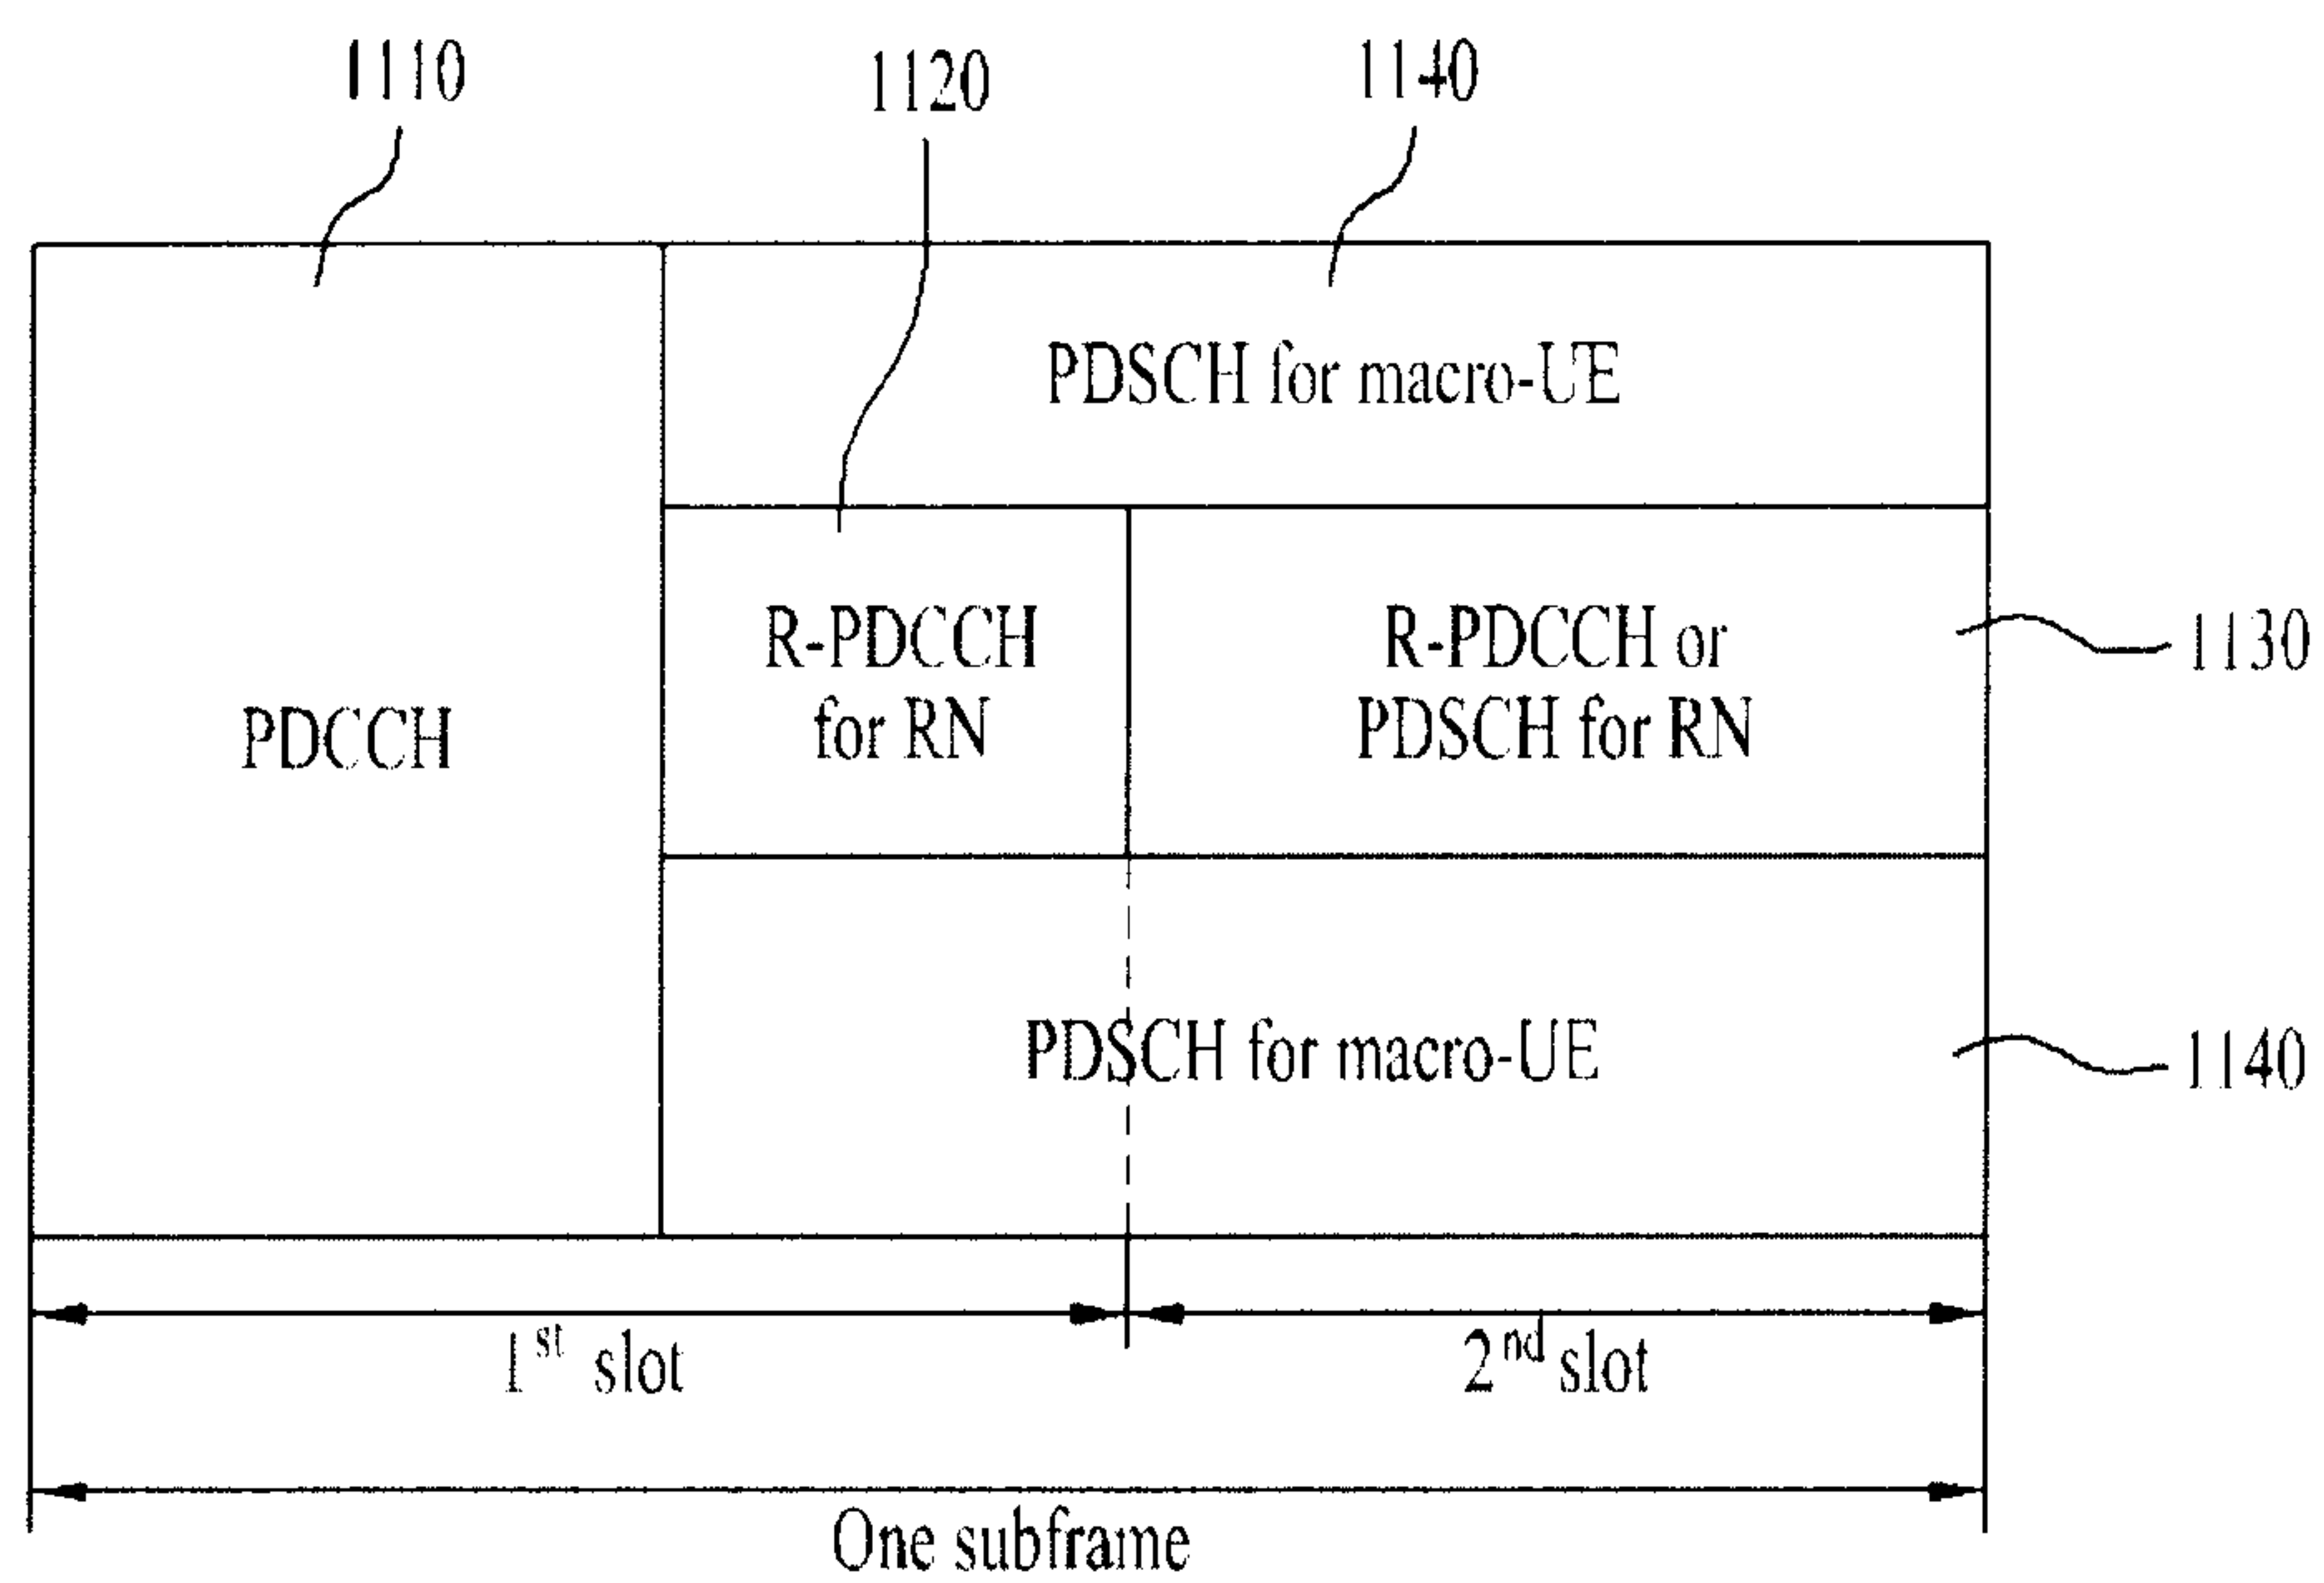 1110
1120
1140
PDSCH for macro-UE
R-PDCCH
for RN
R-PDCCH or
PDSCH for RN
1130
PDCCH
PDSCH for macro-UE
1140
1st slot
2nd slot
One subframe